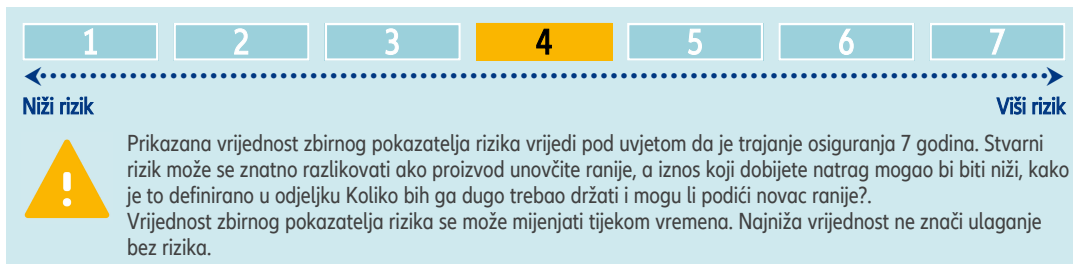 1 2 3 4 5 6 7
Niži rizik Viši rizik
Prikazana vrijednost zbirnog pokazatelja rizika vrijedi pod uvjetom da je trajanje osiguranja 7 godina. Stvarni
rizik može se znatno razlikovati ako proizvod unovčite ranije, a iznos koji dobijete natrag mogao bi biti niži, kako
je to definirano u odjeljku Koliko bih ga dugo trebao držati i mogu li podići novac ranije?.
Vrijednost zbirnog pokazatelja rizika se može mijenjati tijekom vremena. Najniža vrijednost ne znači ulaganje
bez rizika.